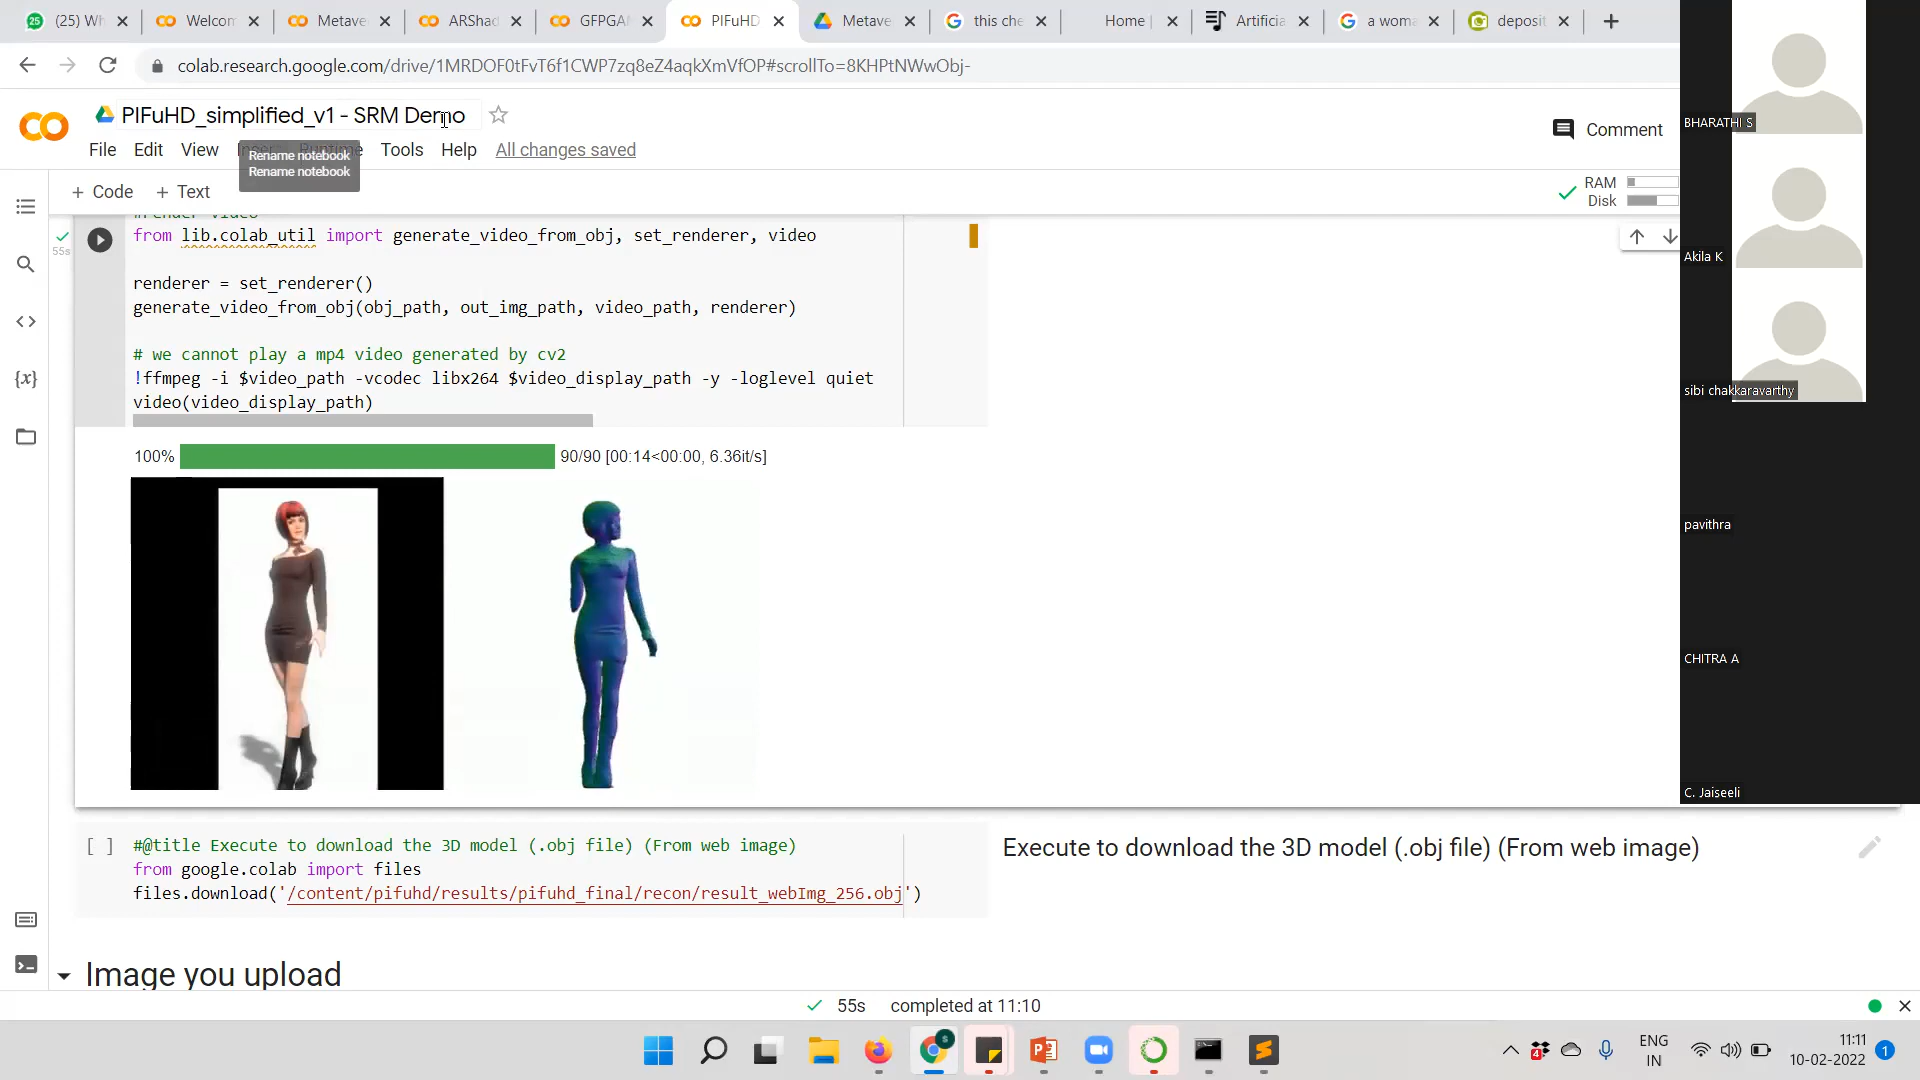 (25) Wh
Welcom
Metave
ARShad
GFPGA
PIFuHD
Metave
this che
Home |
Artificia
a woma
deposit
colab.research.google.com/drive/1MRDOF0tFvT6f1CWP7zq8eZ4aqkXmVfOP#scrollTo=8KHPtNWwObj-
PIFuHD_simplified_v1 - SRM Demo
Comment
File Edit View Insert Runtime Tools Help All changes saved
Rename notebook
Rename notebook
+ Code + Text
RAM
Disk
#render video
from lib.colab_util import generate_video_from_obj, set_renderer, video
55s
renderer = set_renderer()
generate_video_from_obj(obj_path, out_img_path, video_path, renderer)
# we cannot play a mp4 video generated by cv2
!ffmpeg -i $video_path -vcodec libx264 $video_display_path -y -loglevel quiet
video(video_display_path)
100% 90/90 [00:14<00:00, 6.36it/s]
[ ] #@title Execute to download the 3D model (.obj file) (From web image)
from google.colab import files
files.download('/content/pifuhd/results/pifuhd_final/recon/result_webImg_256.obj')
Execute to download the 3D model (.obj file) (From web image)
Image you upload
55s completed at 11:10
BHARATHI S
Akila K
sibi chakkaravarthy
pavithra
CHITRA A
C. Jaiseeli
ENG
IN
11:11
10-02-2022
1